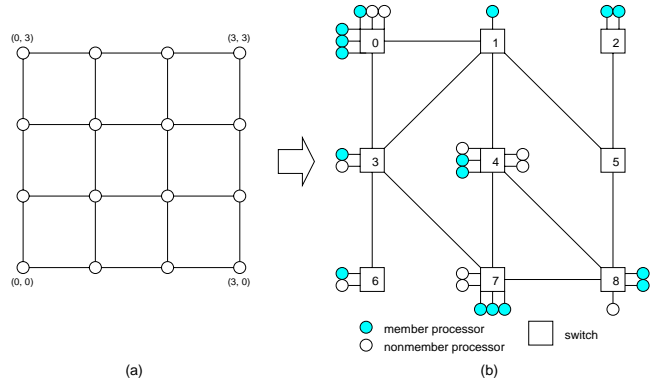 (0, 3)
(3, 3)
(0, 0)
(3, 0)
(a)
0
1
2
3
4
5
6
7
8
member processor
nonmember processor
switch
(b)